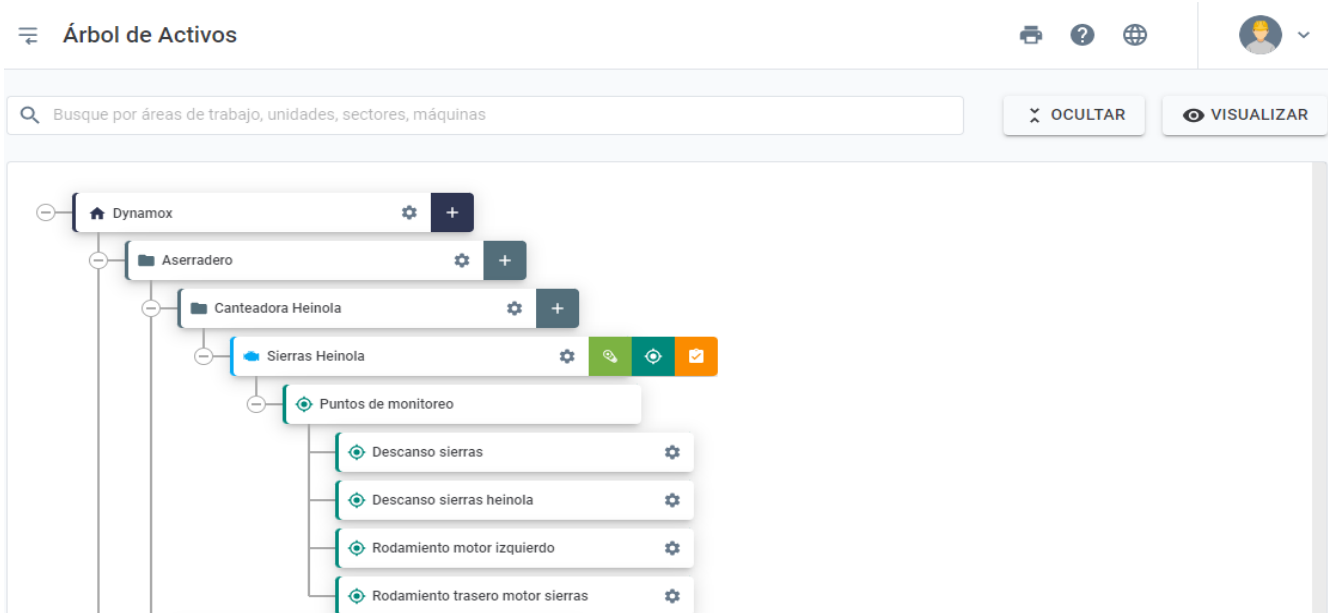 Árbol de Activos
Busque por áreas de trabajo, unidades, sectores, máquinas
OCULTAR
VISUALIZAR
Dynamox
Aserradero
Canteadora Heinola
Sierras Heinola
Puntos de monitoreo
Descanso sierras
Descanso sierras heinola
Rodamiento motor izquierdo
Rodamiento trasero motor sierras